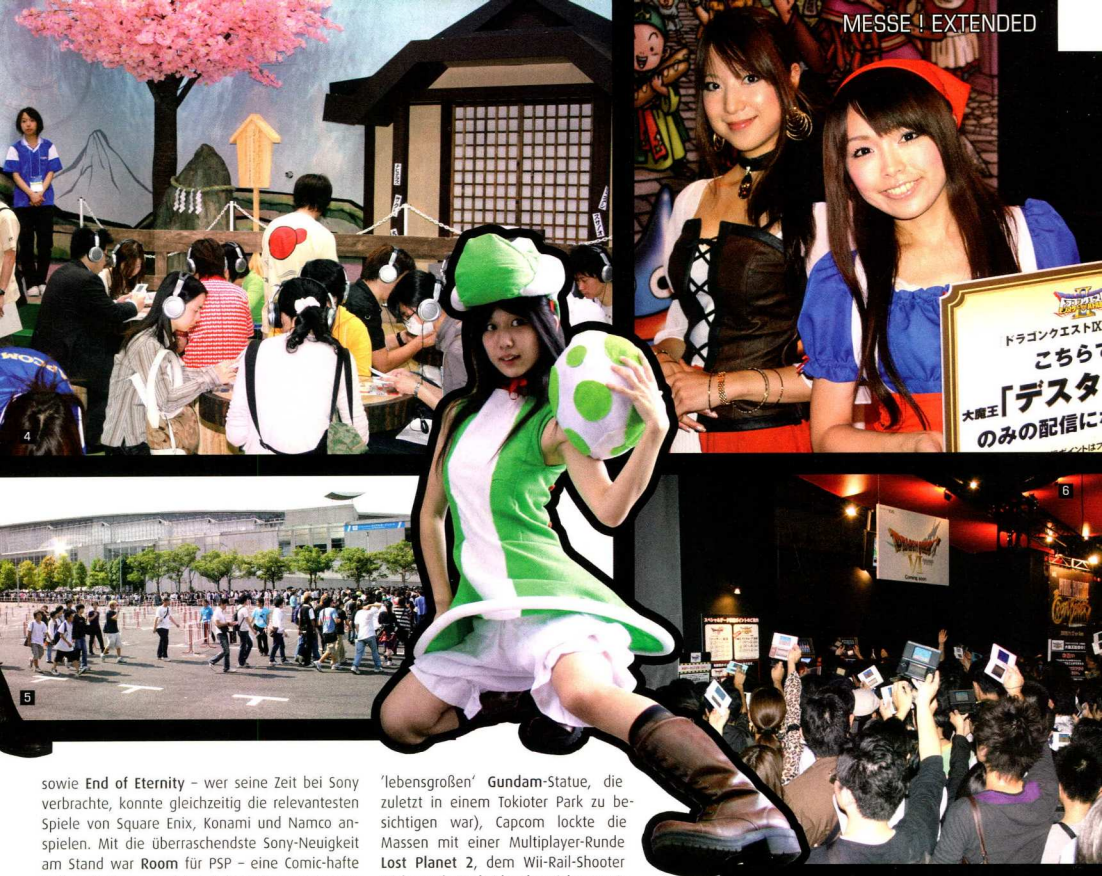 MESSE ! EXTENDED
4
ドラゴンクエストIX
こちらで
大魔王「デスタ
のみの配信に
5
6
Coming soon
sowie End of Eternity – wer seine Zeit bei Sony
verbrachte, konnte gleichzeitig die relevantesten
Spiele von Square Enix, Konami und Namco an-
spielen. Mit die überraschendste Sony-Neuigkeit
am Stand war Room für PSP – eine Comic-hafte
'lebensgroßen' Gundam-Statue, die
zuletzt in einem Tokioter Park zu be-
sichtigen war), Capcom lockte die
Massen mit einer Multiplayer-Runde
Lost Planet 2, dem Wii-Rail-Shooter